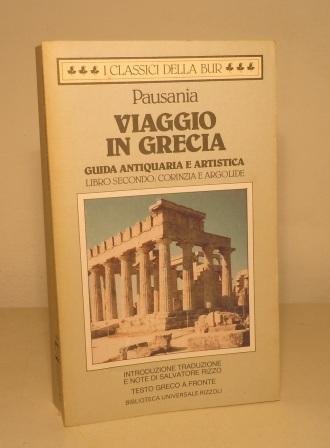 I CLASSICI DELLA BUR
Pausania
VIAGGIO
IN GRECIA
GUIDA ANTIQUARIA E ARTISTICA
LIBRO SECONDO: CORINZIA E ARGOLIDE
INTRODUZIONE TRADUZIONE
E NOTE DI SALVATORE RIZZO
TESTO GRECO A FRONTE
BIBLIOTECA UNIVERSALE RIZZOLI